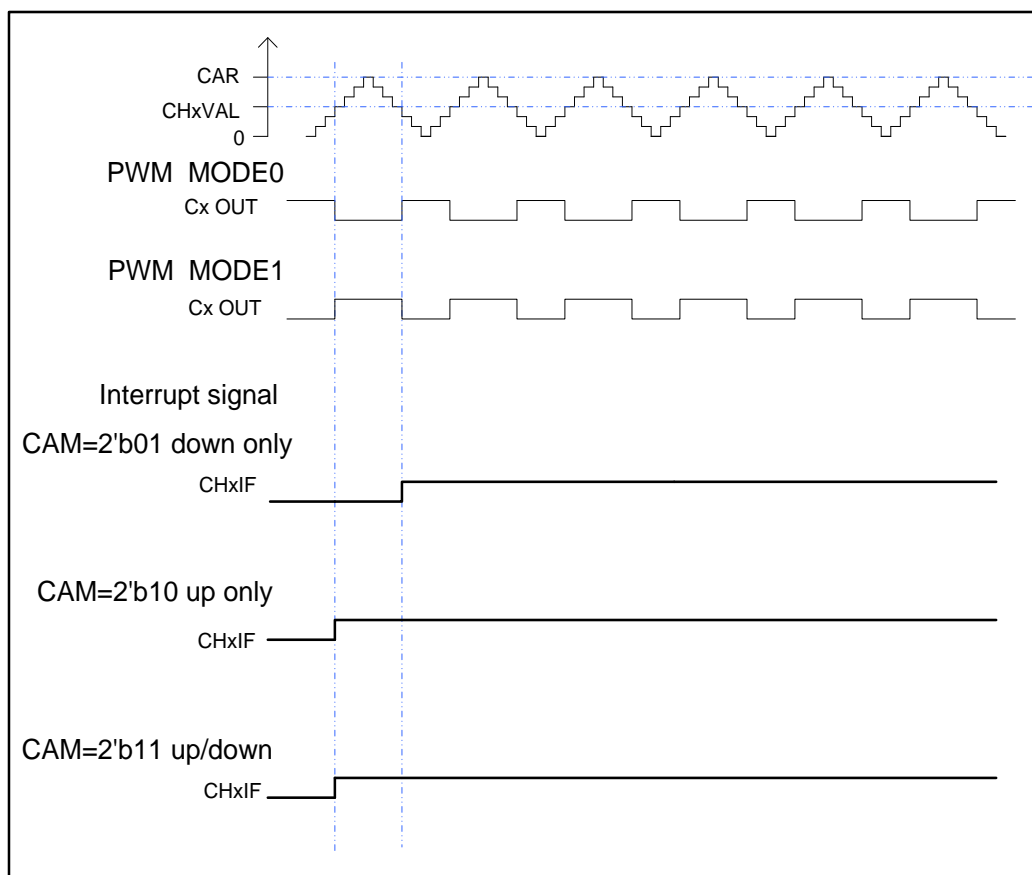 CAR
CHxVAL
0
PWM MODE0
Cx OUT
PWM MODE1
Cx OUT
Interrupt signal
CAM=2'b01 down only
CHxIF
CAM=2'b10 up only
CHxIF
CAM=2'b11 up/down
CHxIF